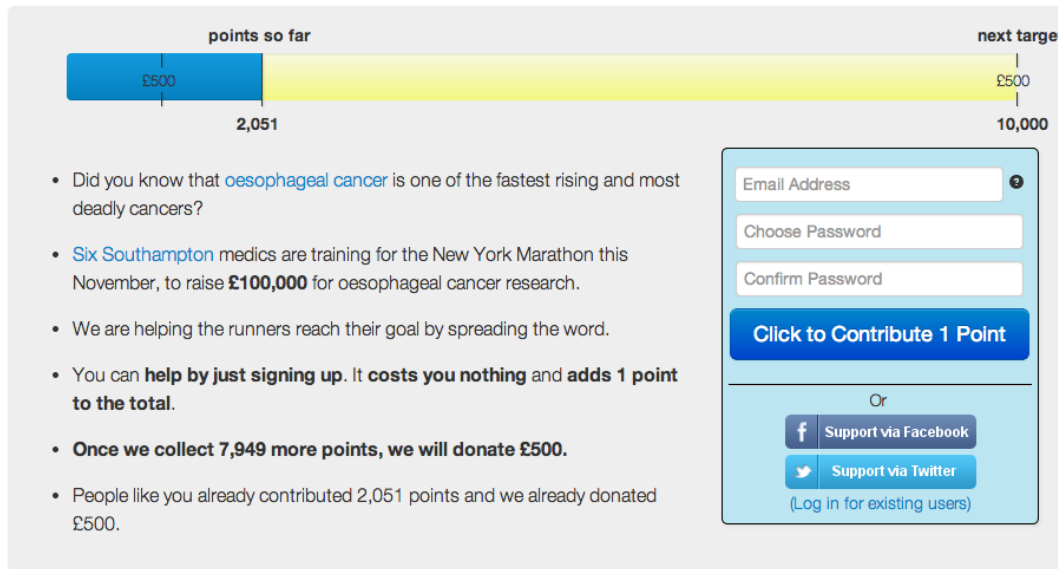 points so far
next targe
£500
£500
2,051
10,000
• Did you know that oesophageal cancer is one of the fastest rising and most
deadly cancers?
• Six Southampton medics are training for the New York Marathon this
November, to raise £100,000 for oesophageal cancer research.
• We are helping the runners reach their goal by spreading the word.
• You can help by just signing up. It costs you nothing and adds 1 point
to the total.
• Once we collect 7,949 more points, we will donate £500.
• People like you already contributed 2,051 points and we already donated
£500.
Email Address
?
Choose Password
Confirm Password
Click to Contribute 1 Point
Or
f Support via Facebook
Support via Twitter
(Log in for existing users)